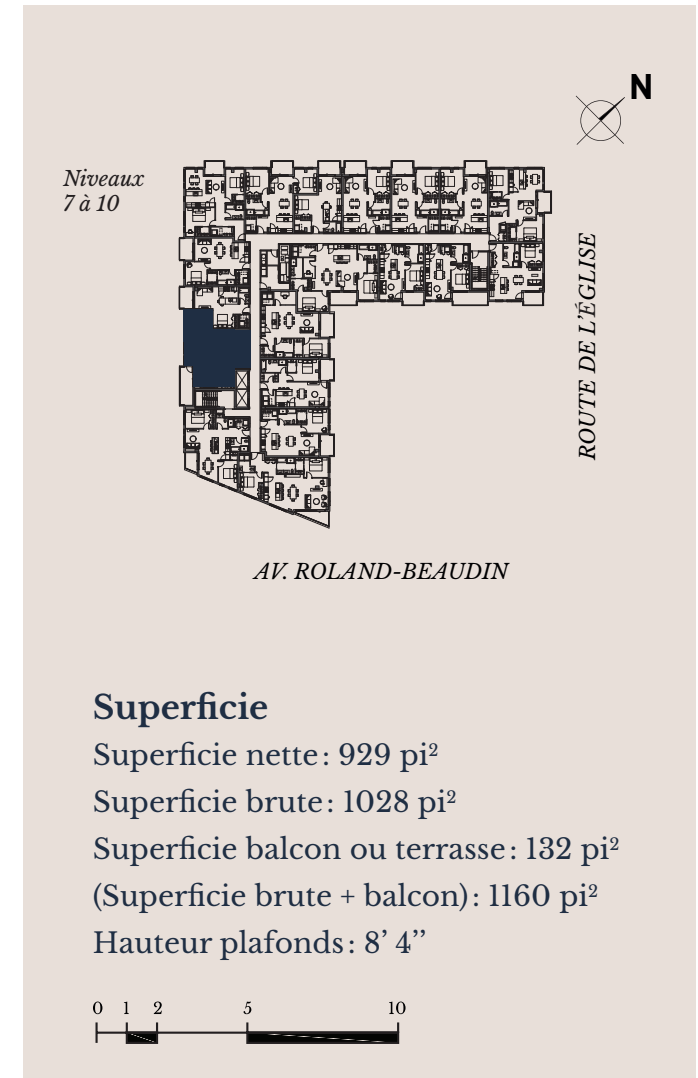 N
Niveaux
7 à 10
ROUTE DE L’ÉGLISE
AV. ROLAND-BEAUDIN
Superficie
Superficie nette : 929 pi²
Superficie brute : 1028 pi²
Superficie balcon ou terrasse : 132 pi²
(Superficie brute + balcon) : 1160 pi²
Hauteur plafonds : 8’ 4’’
0 1 2 5 10